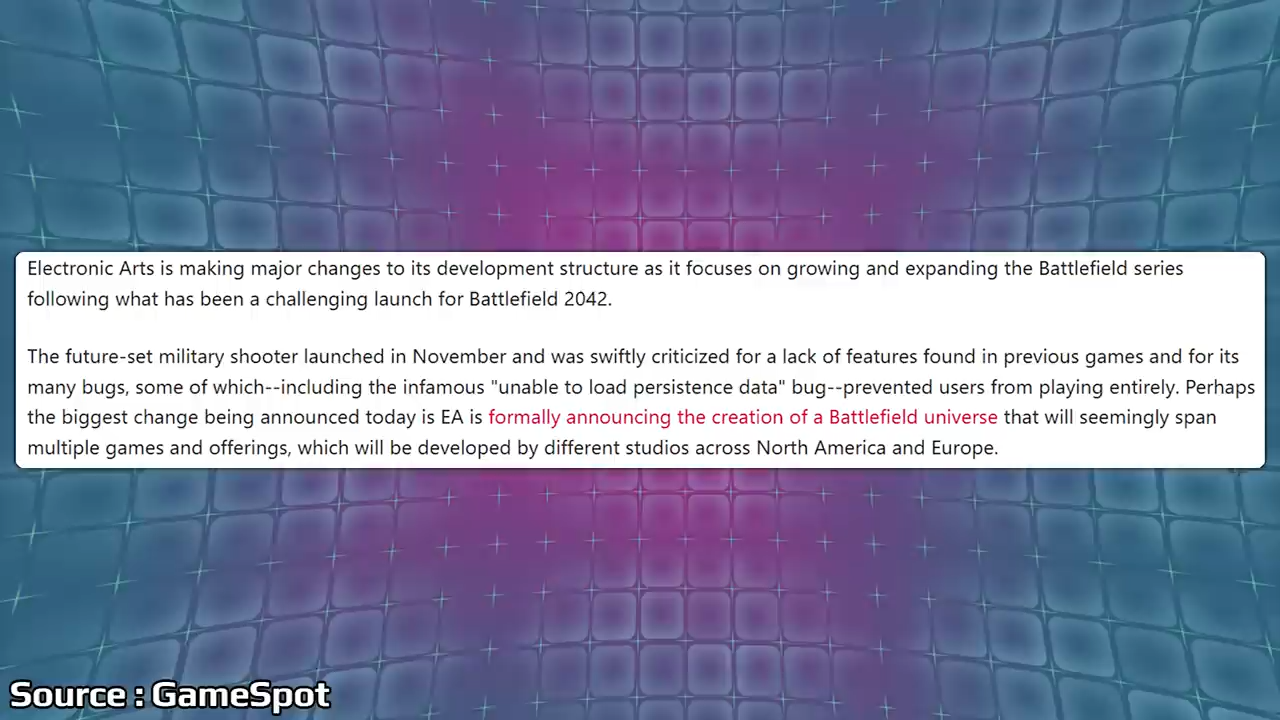 Electronic Arts is making major changes to its development structure as it focuses on growing and expanding the Battlefield series
following what has been a challenging launch for Battlefield 2042.
The future-set military shooter launched in November and was swiftly criticized for a lack of features found in previous games and for its
many bugs, some of which--including the infamous "unable to load persistence data" bug--prevented users from playing entirely. Perhaps
the biggest change being announced today is EA is formally announcing the creation of a Battlefield universe that will seemingly span
multiple games and offerings, which will be developed by different studios across North America and Europe.
Source : GameSpot